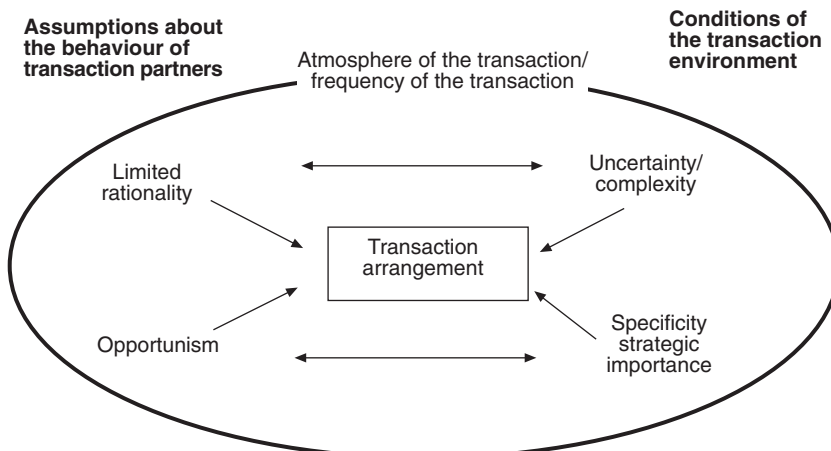 Assumptions about
the behaviour of
transaction partners
Conditions of
the transaction
environment
Atmosphere of the transaction/
frequency of the transaction
Limited
rationality
Uncertainty/
complexity
Transaction
arrangement
Opportunism
Specificity
strategic
importance